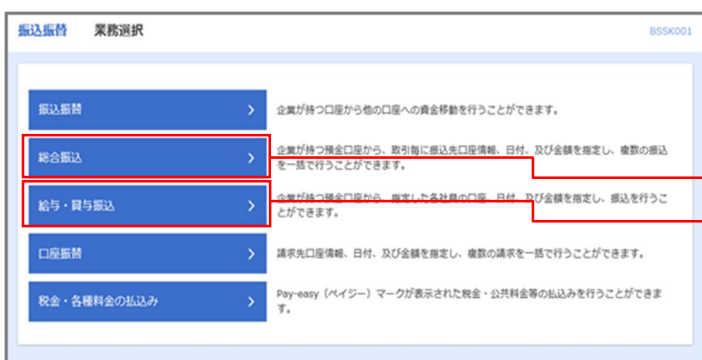 振込振替 業務選択 BSSK001
振込振替 企業が持つ口座から他の口座への資金移動を行うことができます。
総合振込 企業が持つ預金口座から、取引毎に振込先口座情報、日付、及び金額を指定し、複数の振込
を一括で行うことができます。
給与・賞与振込 企業が持つ預金口座から、指定した各社員の口座、日付、及び金額を指定し、振込を行うこ
とができます。
口座振替 請求先口座情報、日付、及び金額を指定し、複数の請求を一括で行うことができます。
税金・各種料金の払込み Pay-easy（ペイジー）マークが表示された税金・公共料金等の払込みを行うことができま
す。